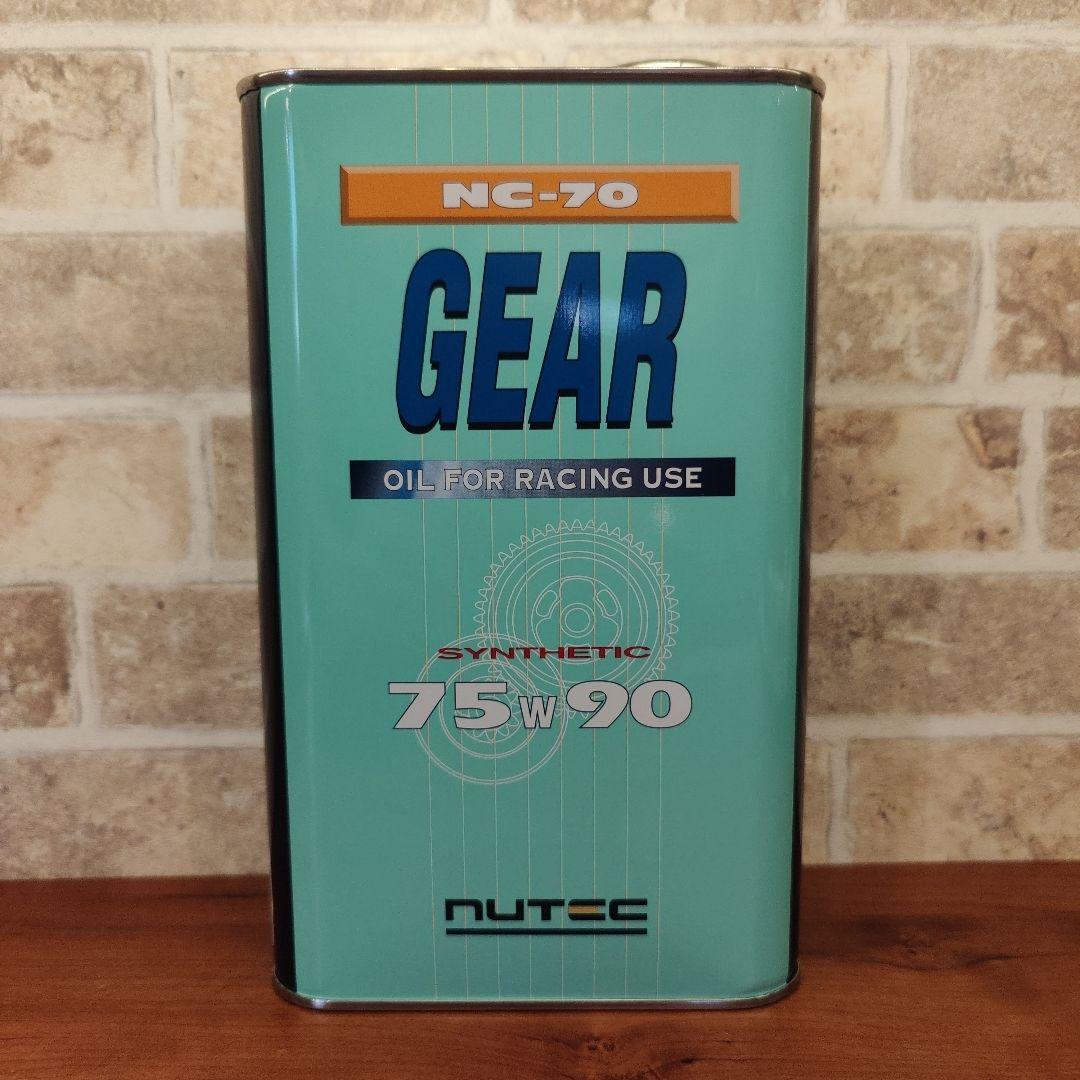 NC-70
GEAR
OIL FOR RACING USE
SYNTHETIC
75W90
NUTEC